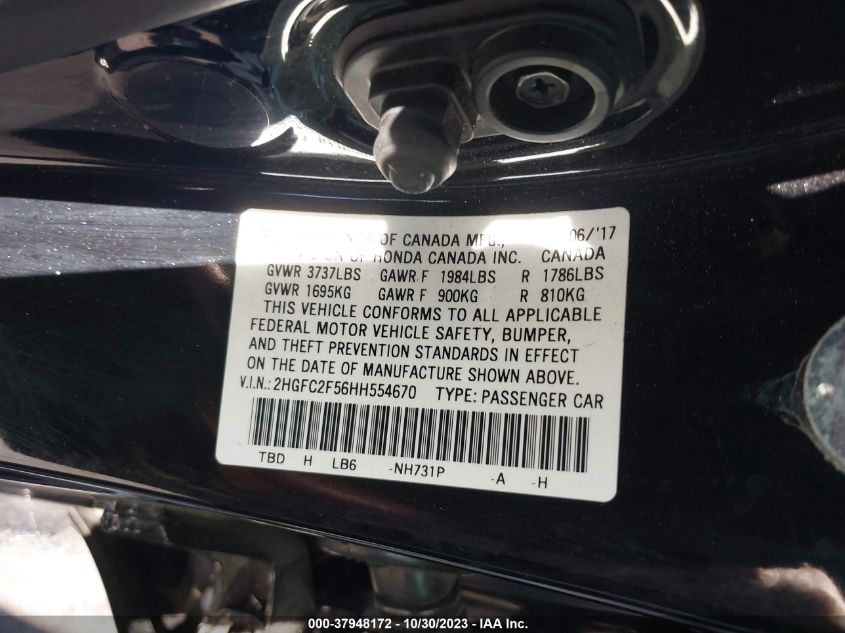 OF CANADA MFG., 06/'17
OF HONDA CANADA INC. CANADA
GVWR 3737LBS GAWR F 1984LBS R 1786LBS
GVWR 1695KG GAWR F 900KG R 810KG
THIS VEHICLE CONFORMS TO ALL APPLICABLE
FEDERAL MOTOR VEHICLE SAFETY, BUMPER,
AND THEFT PREVENTION STANDARDS IN EFFECT
ON THE DATE OF MANUFACTURE SHOWN ABOVE.
V.I.N.: 2HGFC2F56HH554670 TYPE: PASSENGER CAR
TBD H LB6 -NH731P -A -H
000-37948172 - 10/30/2023 - IAA Inc.